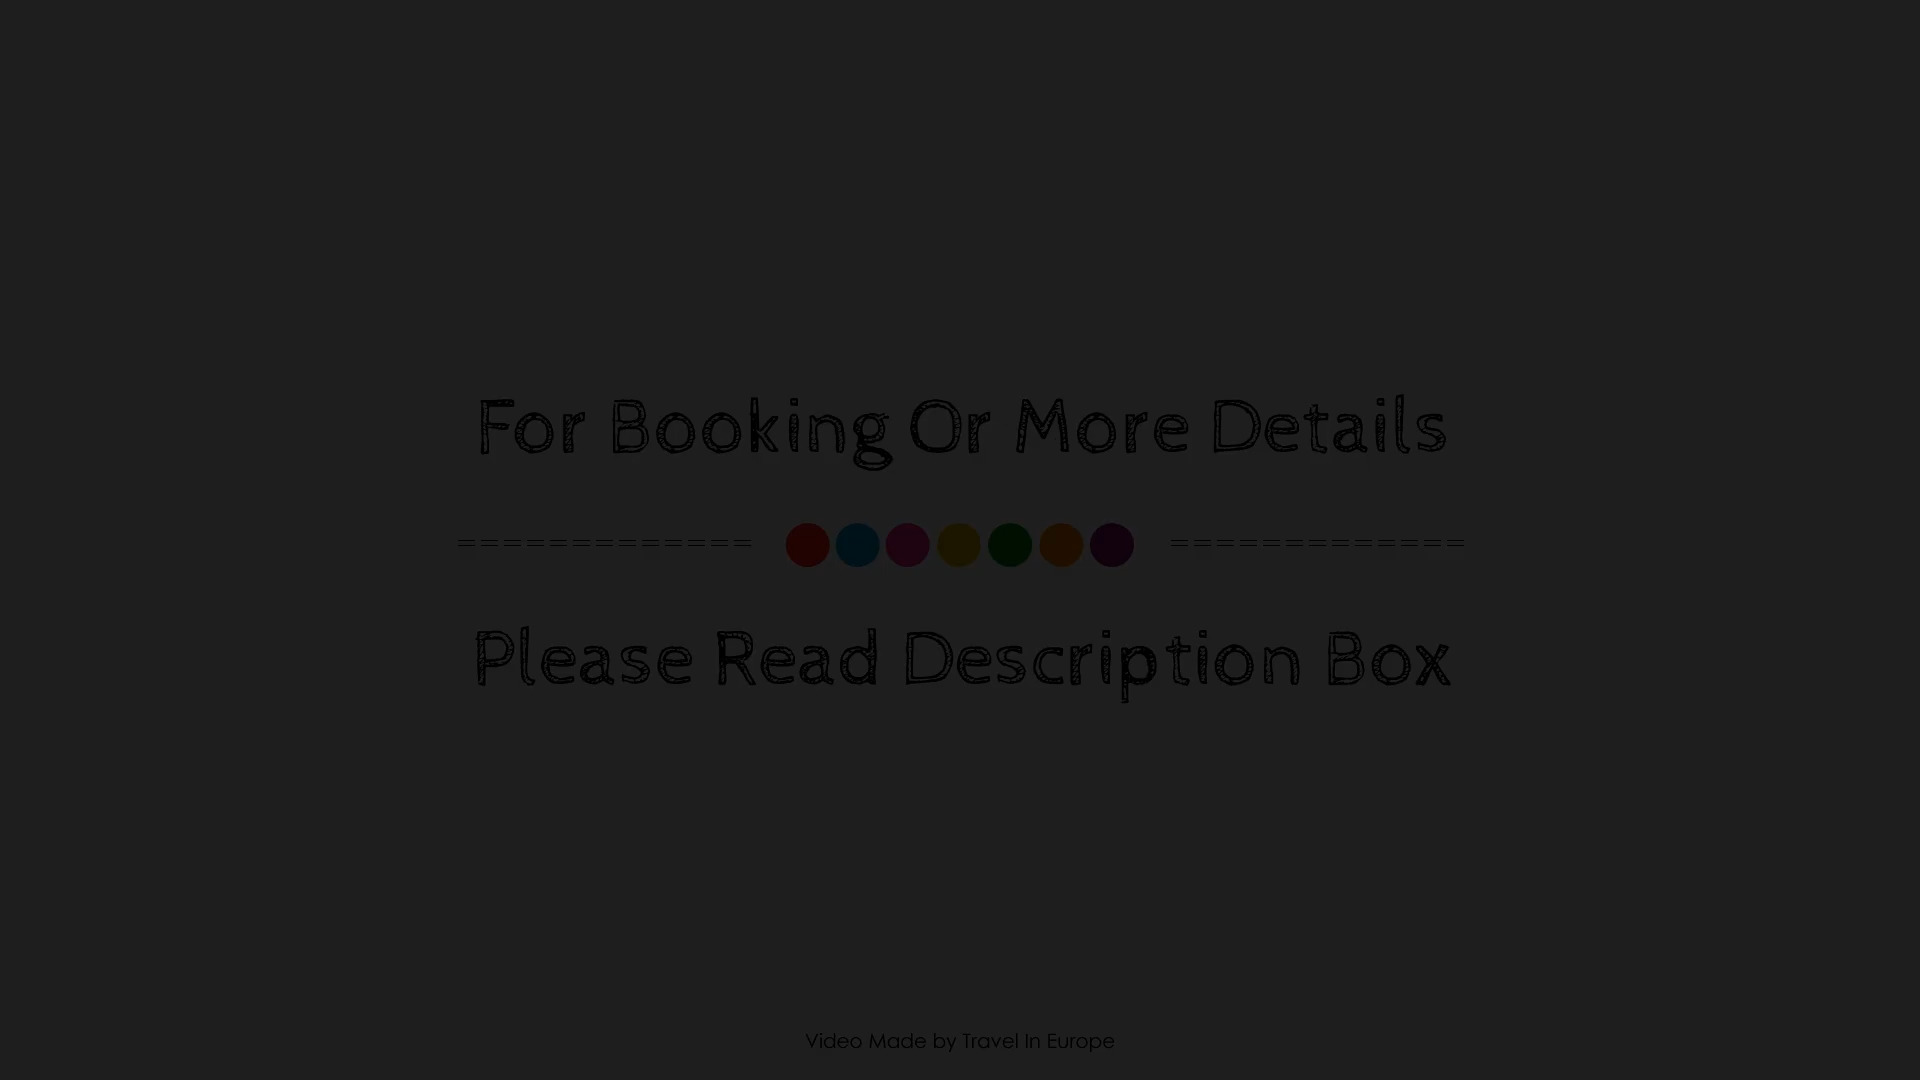 For Booking Or More Details
============= =============
Please Read Description Box
Video Made by Travel In Europe